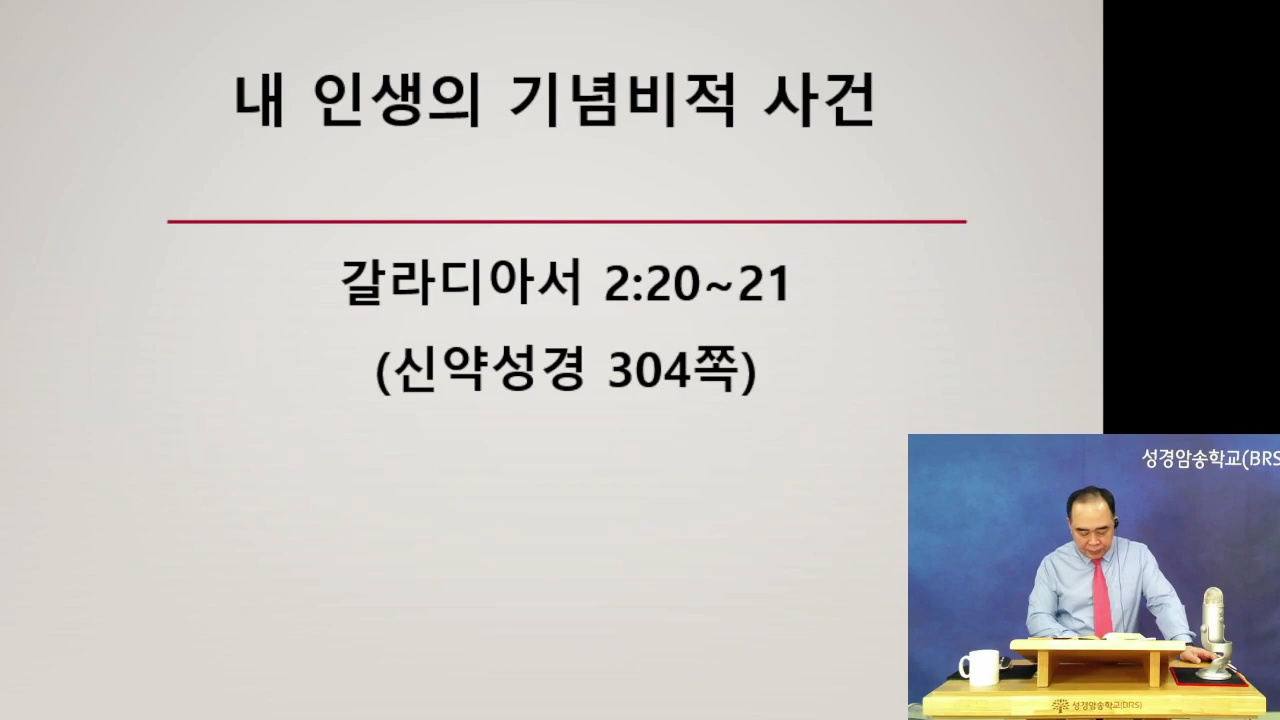 내 인생의 기념비적 사건
갈라디아서 2:20~21
(신약성경 304쪽)
성경암송학교(BRS
성경암송학교(BRS)